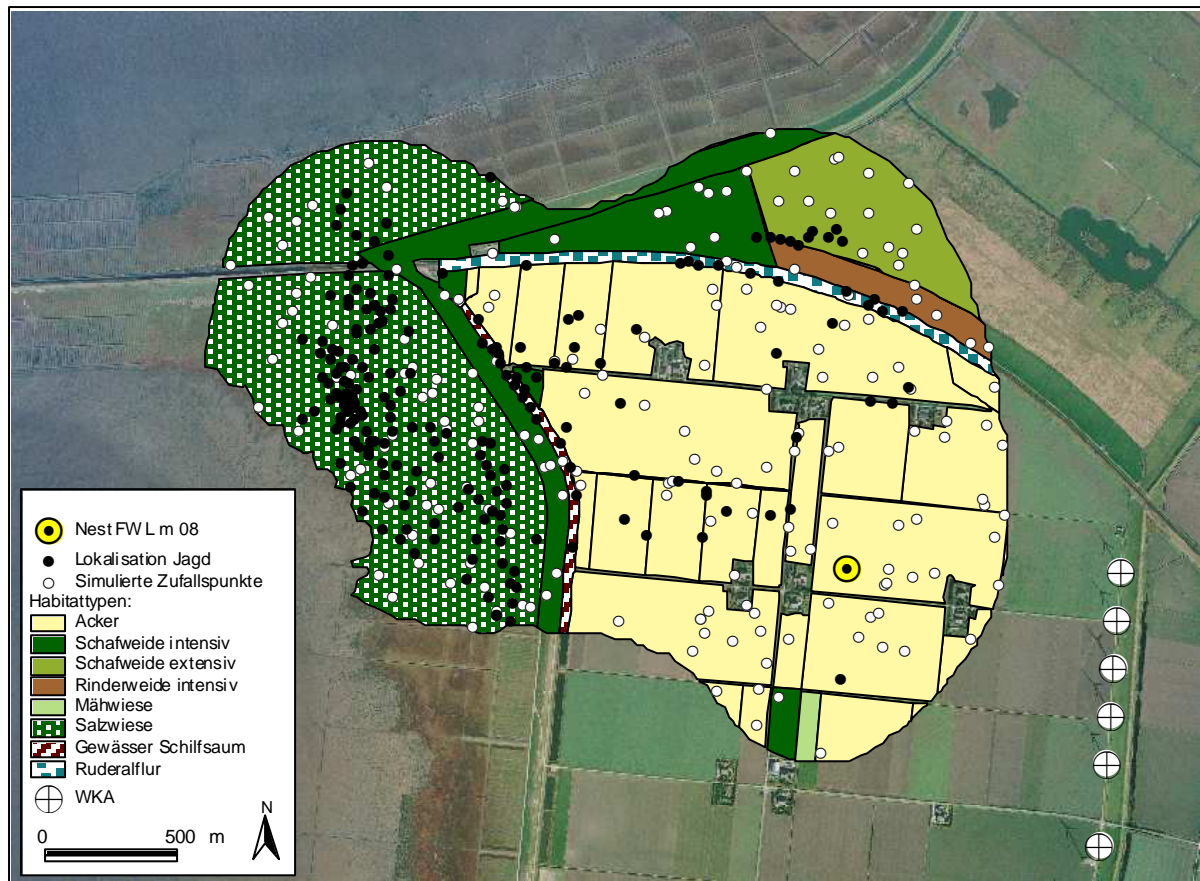 Nest FW L m 08
Lokalisation Jagd
Simulierte Zufallspunkte
Habitattypen:
Acker
Schafweide intensiv
Schafweide extensiv
Rinderweide intensiv
Mähwiese
Salzwiese
Gewässer Schilfsaum
Ruderalflur
WKA
N
0 500 m